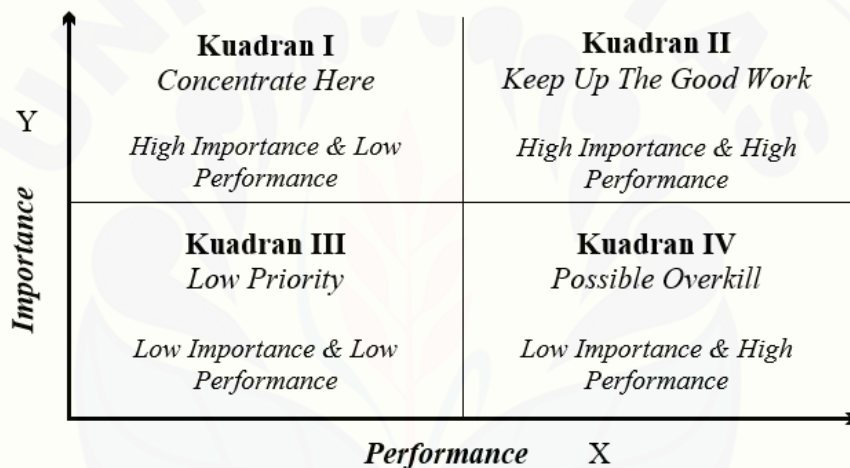 Kuadran I
Concentrate Here
High Importance & Low
Performance
Kuadran II
Keep Up The Good Work
High Importance & High
Performance
Y
Importance
Kuadran III
Low Priority
Low Importance & Low
Performance
Kuadran IV
Possible Overkill
Low Importance & High
Performance
Performance X